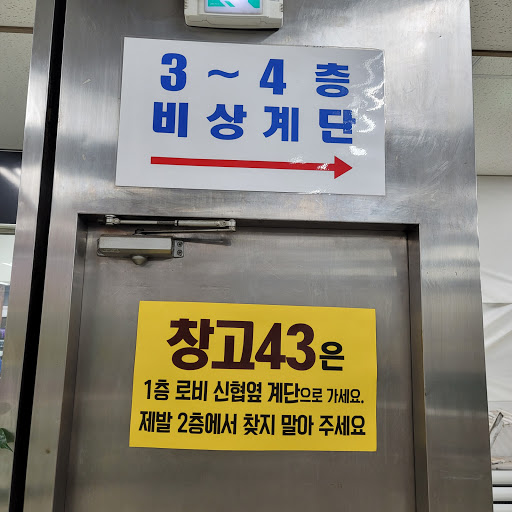 3 ~ 4 층
비상계단
창고43은
1층 로비 신협옆 계단으로 가세요.
제발 2층에서 찾지 말아 주세요